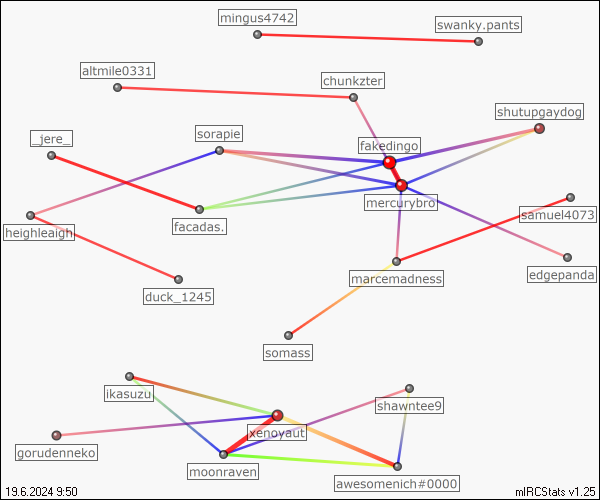 mingus4742
swanky.pants
altmile0331
chunkzter
shutupgaydog
_jere_
sorapie
fakedingo
mercurybro
samuel4073
heighleaigh
facadas.
edgepanda
marcemadness
duck_1245
somass
ikasuzu
shawntee9
xenoyaut
gorudenneko
moonraven
awesomenich#0000
19.6.2024 9:50
mIRCStats v1.25